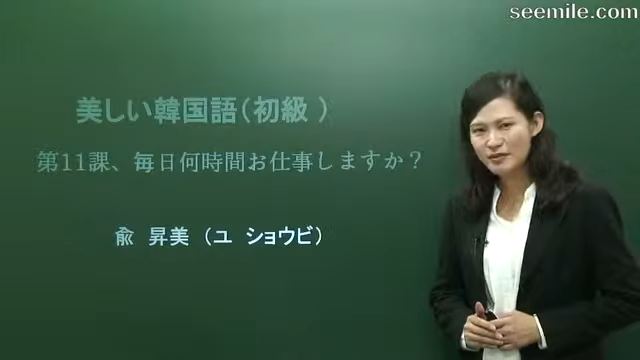 seemile.com
美しい韓国語（初級 ）
第11課、毎日何時間お仕事しますか？
兪 昇美 （ユ ショウビ）